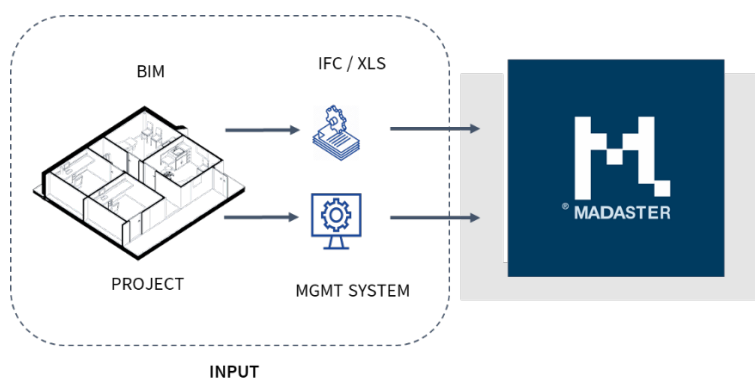 BIM
IFC / XLS
PROJECT
MGMT SYSTEM
INPUT
® MADASTER